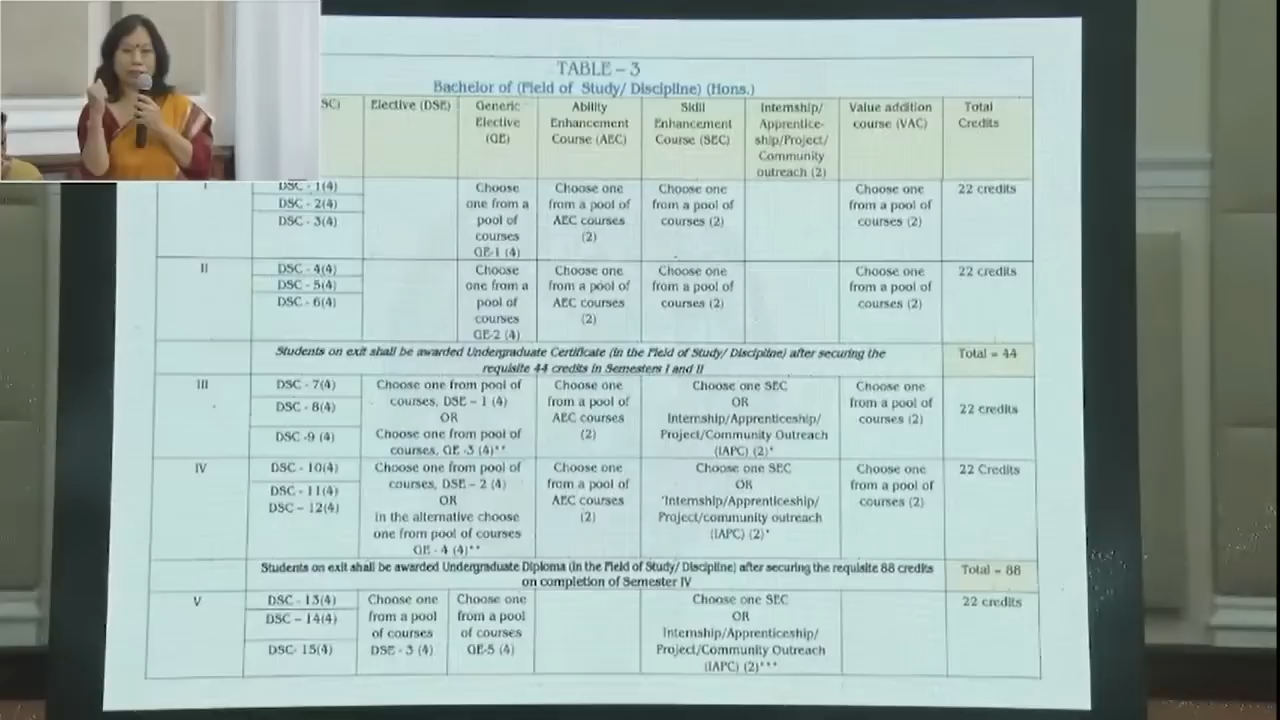 TABLE – 3
Bachelor of (Field of Study/ Discipline) (Hons.)
SC)
Elective (DSE)
Generic
Elective
(GE)
Ability
Enhancement
Course (AEC)
Skill
Enhancement
Course (SEC)
Internship/
Apprentice-
ship/Project/
Community
outreach (2)
Value addition
course (VAC)
Total
Credits
I
DSC - 1(4)
DSC - 2(4)
DSC - 3(4)
Choose
one from a
pool of
courses
GE-1 (4)
Choose one
from a pool of
AEC courses
(2)
Choose one
from a pool of
courses (2)
Choose one
from a pool of
courses (2)
22 credits
II
DSC - 4(4)
DSC - 5(4)
DSC - 6(4)
Choose
one from a
pool of
courses
GE-2 (4)
Choose one
from a pool of
AEC courses
(2)
Choose one
from a pool of
courses (2)
Choose one
from a pool of
courses (2)
22 credits
Students on exit shall be awarded Undergraduate Certificate (in the Field of Study/ Discipline) after securing the
requisite 44 credits in Semesters I and II
Total = 44
III
DSC - 7(4)
DSC - 8(4)
DSC -9 (4)
Choose one from pool of
courses, DSE – 1 (4)
OR
Choose one from pool of
courses, GE -3 (4)**
Choose one
from a pool of
AEC courses
(2)
Choose one SEC
OR
Internship/Apprenticeship/
Project/Community Outreach
(IAPC) (2)*
Choose one
from a pool of
courses (2)
22 credits
IV
DSC - 10(4)
DSC - 11(4)
DSC – 12(4)
Choose one from pool of
courses, DSE – 2 (4)
OR
in the alternative choose
one from pool of courses
GE - 4 (4)**
Choose one
from a pool of
AEC courses
(2)
Choose one SEC
OR
'Internship/Apprenticeship/
Project/community outreach
(IAPC) (2)*
Choose one
from a pool of
courses (2)
22 Credits
Students on exit shall be awarded Undergraduate Diploma (in the Field of Study/ Discipline) after securing the requisite 88 credits
on completion of Semester IV
Total = 88
V
DSC - 13(4)
DSC – 14(4)
DSC- 15(4)
Choose one
from a pool
of courses
DSE - 3 (4)
Choose one
from a pool
of courses
GE-5 (4)
Choose one SEC
OR
Internship/Apprenticeship/
Project/Community Outreach
(IAPC) (2)***
22 credits